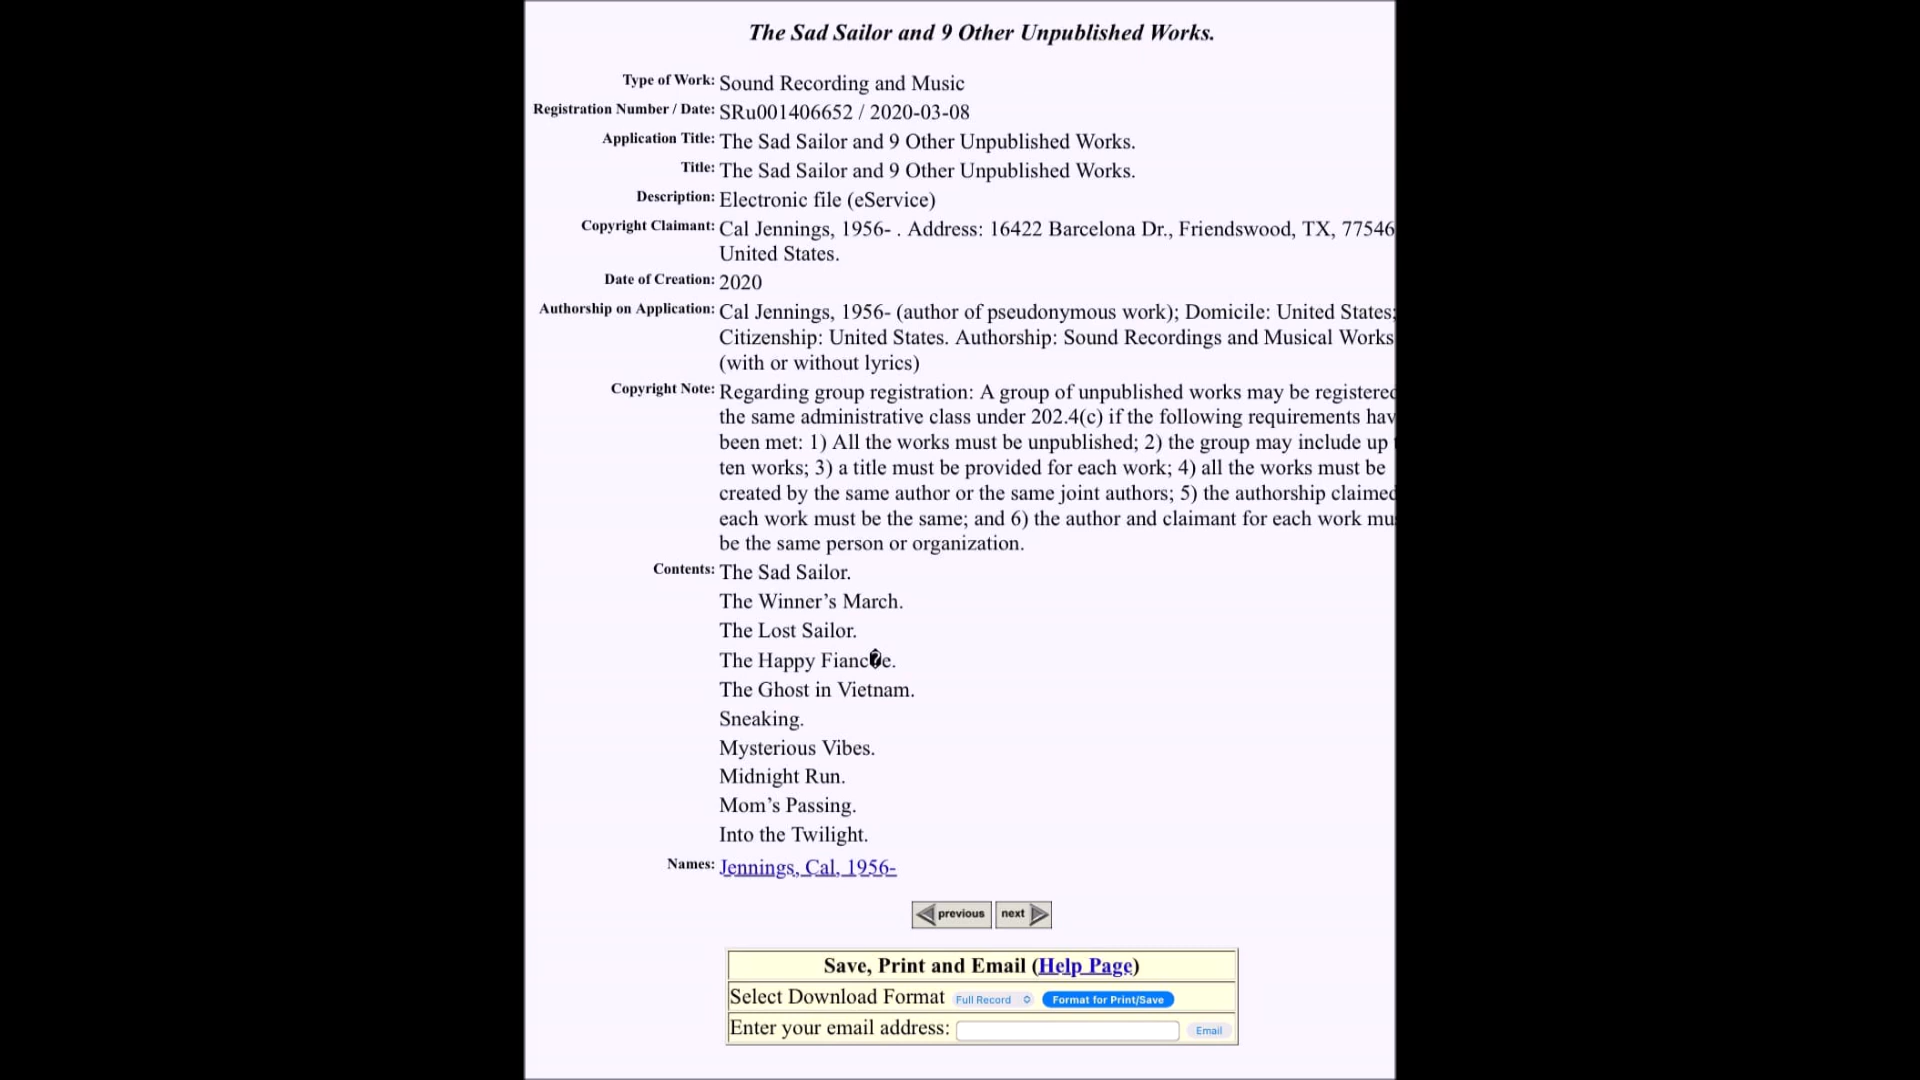 The Sad Sailor and 9 Other Unpublished Works.
Type of Work: Sound Recording and Music
Registration Number / Date: SRu001406652 / 2020-03-08
Application Title: The Sad Sailor and 9 Other Unpublished Works.
Title: The Sad Sailor and 9 Other Unpublished Works.
Description: Electronic file (eService)
Copyright Claimant: Cal Jennings, 1956- . Address: 16422 Barcelona Dr., Friendswood, TX, 77546
United States.
Date of Creation: 2020
Authorship on Application: Cal Jennings, 1956- (author of pseudonymous work); Domicile: United States;
Citizenship: United States. Authorship: Sound Recordings and Musical Works
(with or without lyrics)
Copyright Note: Regarding group registration: A group of unpublished works may be registered
the same administrative class under 202.4(c) if the following requirements hav
been met: 1) All the works must be unpublished; 2) the group may include up
ten works; 3) a title must be provided for each work; 4) all the works must be
created by the same author or the same joint authors; 5) the authorship claimed
each work must be the same; and 6) the author and claimant for each work mu
be the same person or organization.
Contents: The Sad Sailor.
The Winner’s March.
The Lost Sailor.
The Happy Fianc�e.
The Ghost in Vietnam.
Sneaking.
Mysterious Vibes.
Midnight Run.
Mom’s Passing.
Into the Twilight.
Names: Jennings, Cal, 1956-
previous next
Save, Print and Email (Help Page)
Select Download Format Full Record Format for Print/Save
Enter your email address: Email